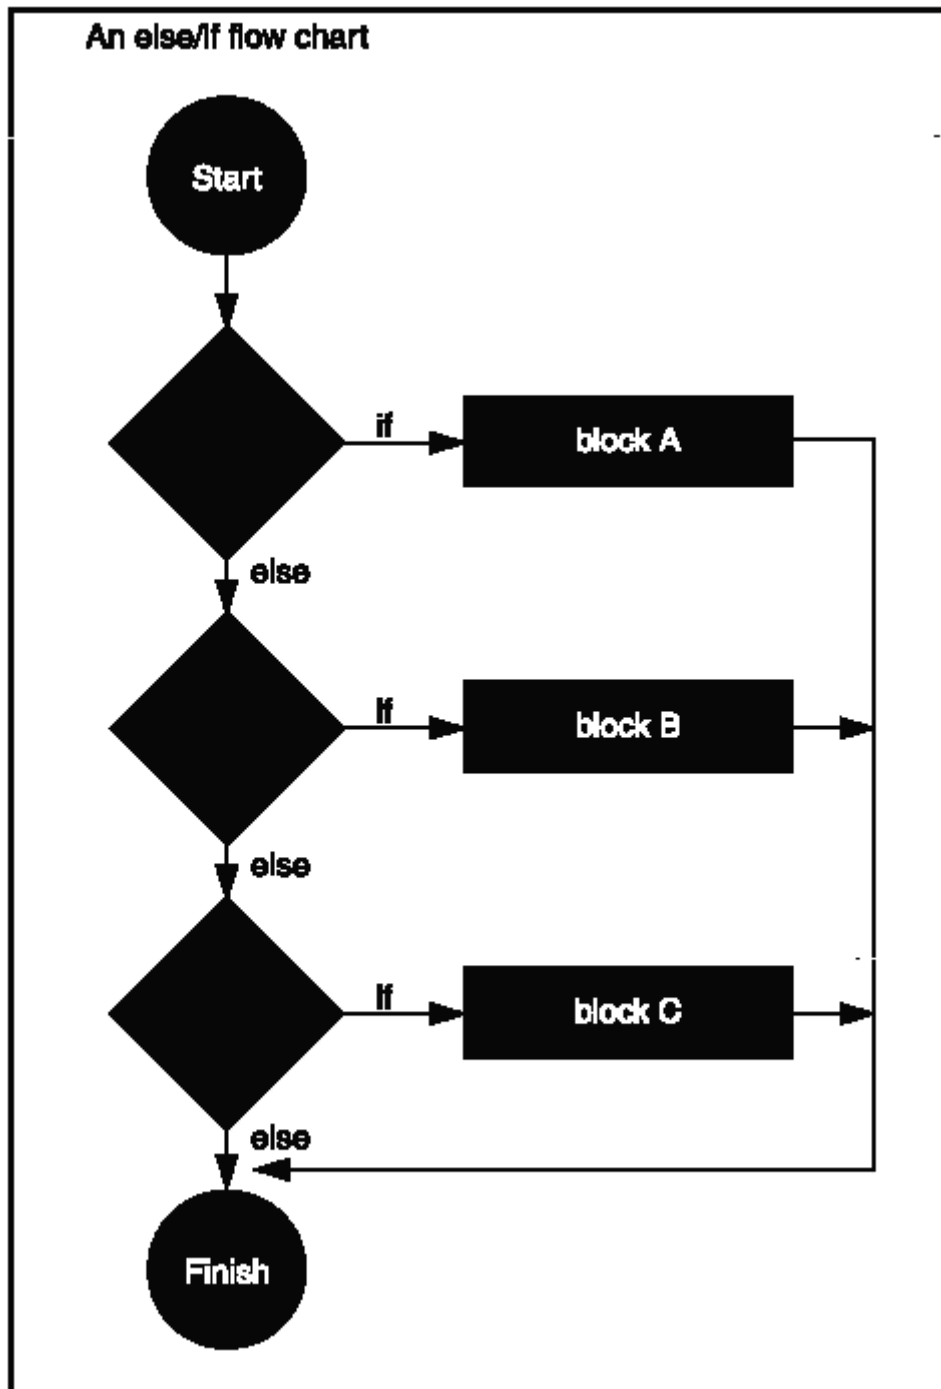 An else/if flow chart
Start
if
block A
else
if
block B
else
if
block C
else
Finish